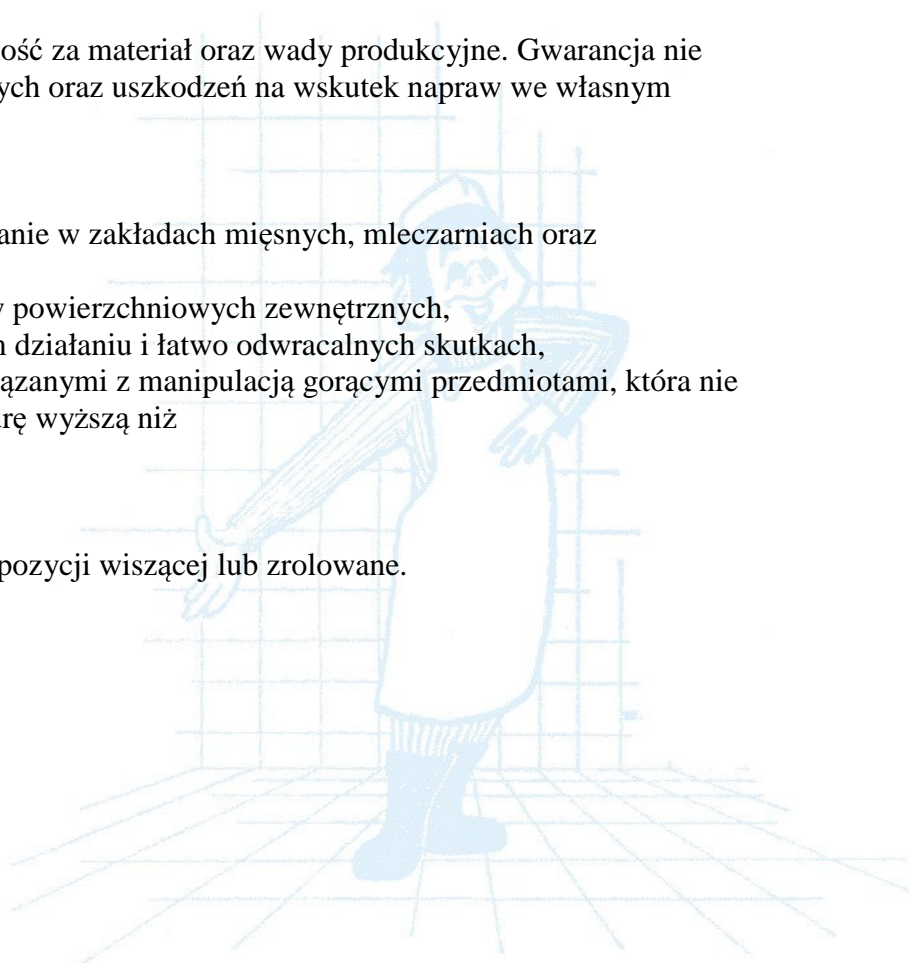 ość za materiał oraz wady produkcyjne. Gwarancja nie
ych oraz uszkodzeń na wskutek napraw we własnym
anie w zakładach mięsnych, mleczarniach oraz
powierzchniowych zewnętrznych,
działaniu i łatwo odwracalnych skutkach,
ązanymi z manipulacją gorącymi przedmiotami, która nie
urę wyższą niż
pozycji wiszącej lub zrolowane.